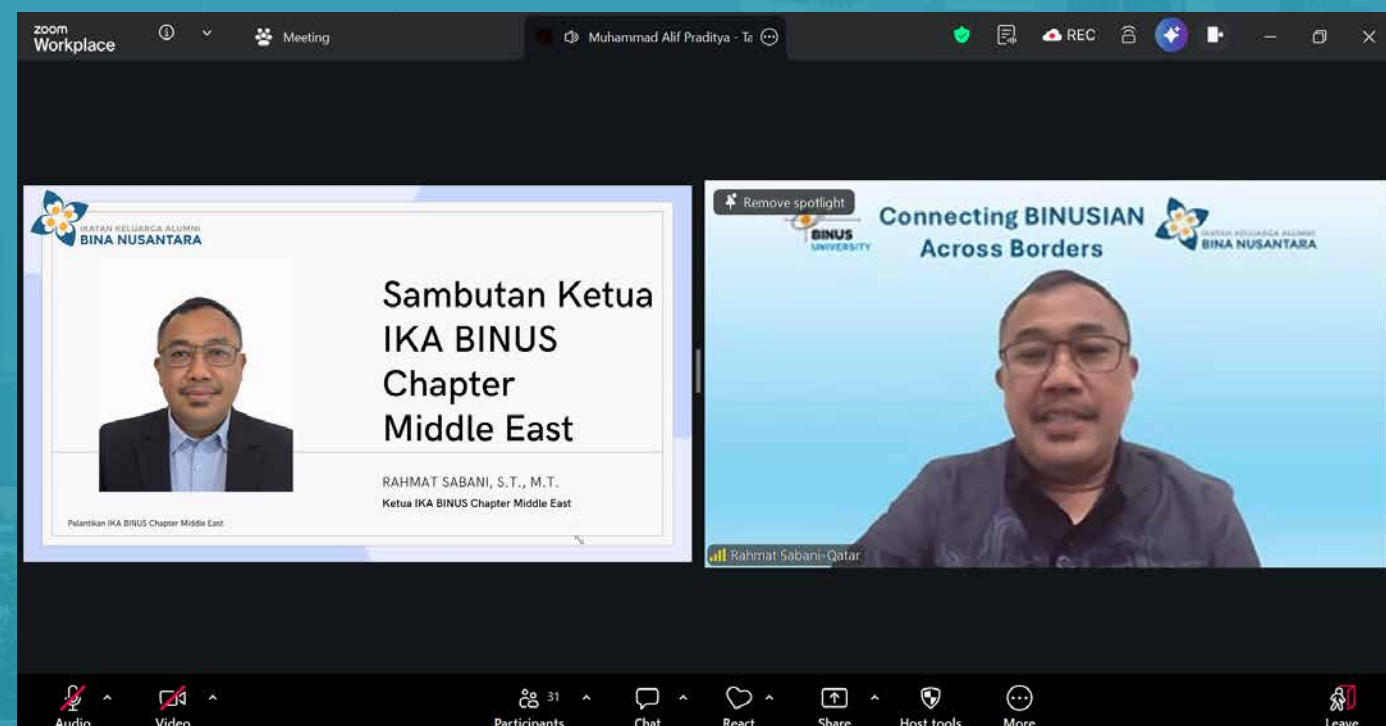 zoom
Workplace
Meeting
Muhammad Alif Praditya - Ta
REC
IKATAN KELUARGA ALUMNI
BINA NUSANTARA
Sambutan Ketua
IKA BINUS
Chapter
Middle East
RAHMAT SABANI, S.T., M.T.
Ketua IKA BINUS Chapter Middle East
Pelantikan IKA BINUS Chapter Middle East
Remove spotlight
BINUS
UNIVERSITY
Connecting BINUSIAN
Across Borders
IKATAN KELUARGA ALUMNI
BINA NUSANTARA
Rahmat Sabani-Qatar
Audio
Video
Participants
31
Chat
React
Share
Host tools
More
Leave